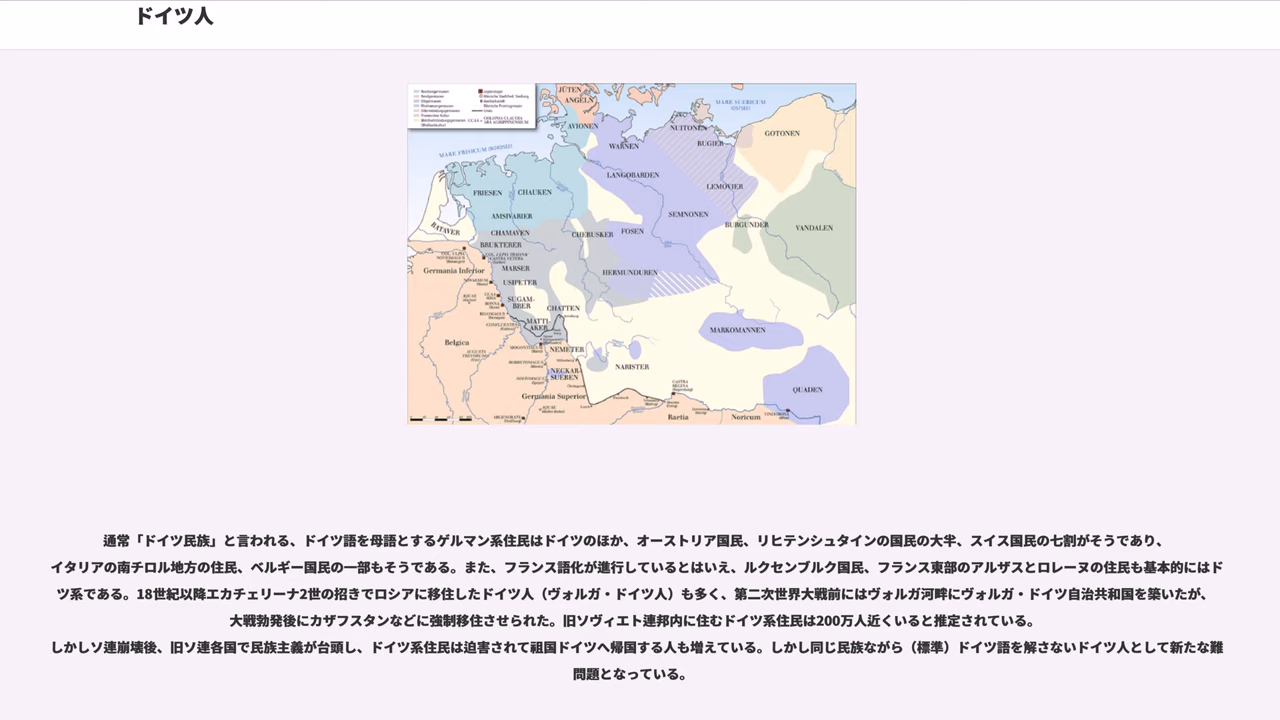 ドイツ人
JÜTEN
ANGELN
MARE SUEBICUM
(OSTSEE)
AVIONEN
NUITONEN
GOTONEN
WARNEN
RUGIER
MARE FRISICUM (NORDSEE)
LANGOBARDEN
LEMOVIER
FRIESEN
CHAUKEN
AMSIVARIER
SEMNONEN
BATAVER
CHAMAVEN
CHERUSKER
FOSEN
BURGUNDER
VANDALEN
BRUKTERER
Germania Inferior
MARSER
HERMUNDUREN
USIPETER
SUGAM-
BRER
CHATTEN
MATTI-
AKER
MARKOMANNEN
Belgica
NEMETER
NARISTER
NECKAR-
SUEBEN
QUADEN
Germania Superior
Raetia
Noricum
通常「ドイツ民族」と言われる、ドイツ語を母語とするゲルマン系住民はドイツのほか、オーストリア国民、リヒテンシュタインの国民の大半、スイス国民の七割がそうであり、
イタリアの南チロル地方の住民、ベルギー国民の一部もそうである。また、フランス語化が進行しているとはいえ、ルクセンブルク国民、フランス東部のアルザスとロレーヌの住民も基本的にはド
ツ系である。18世紀以降エカチェリーナ2世の招きでロシアに移住したドイツ人（ヴォルガ・ドイツ人）も多く、第二次世界大戦前にはヴォルガ河畔にヴォルガ・ドイツ自治共和国を築いたが、
大戦勃発後にカザフスタンなどに強制移住させられた。旧ソヴィエト連邦内に住むドイツ系住民は200万人近くいると推定されている。
しかしソ連崩壊後、旧ソ連各国で民族主義が台頭し、ドイツ系住民は迫害されて祖国ドイツへ帰国する人も増えている。しかし同じ民族ながら（標準）ドイツ語を解さないドイツ人として新たな難
問題となっている。